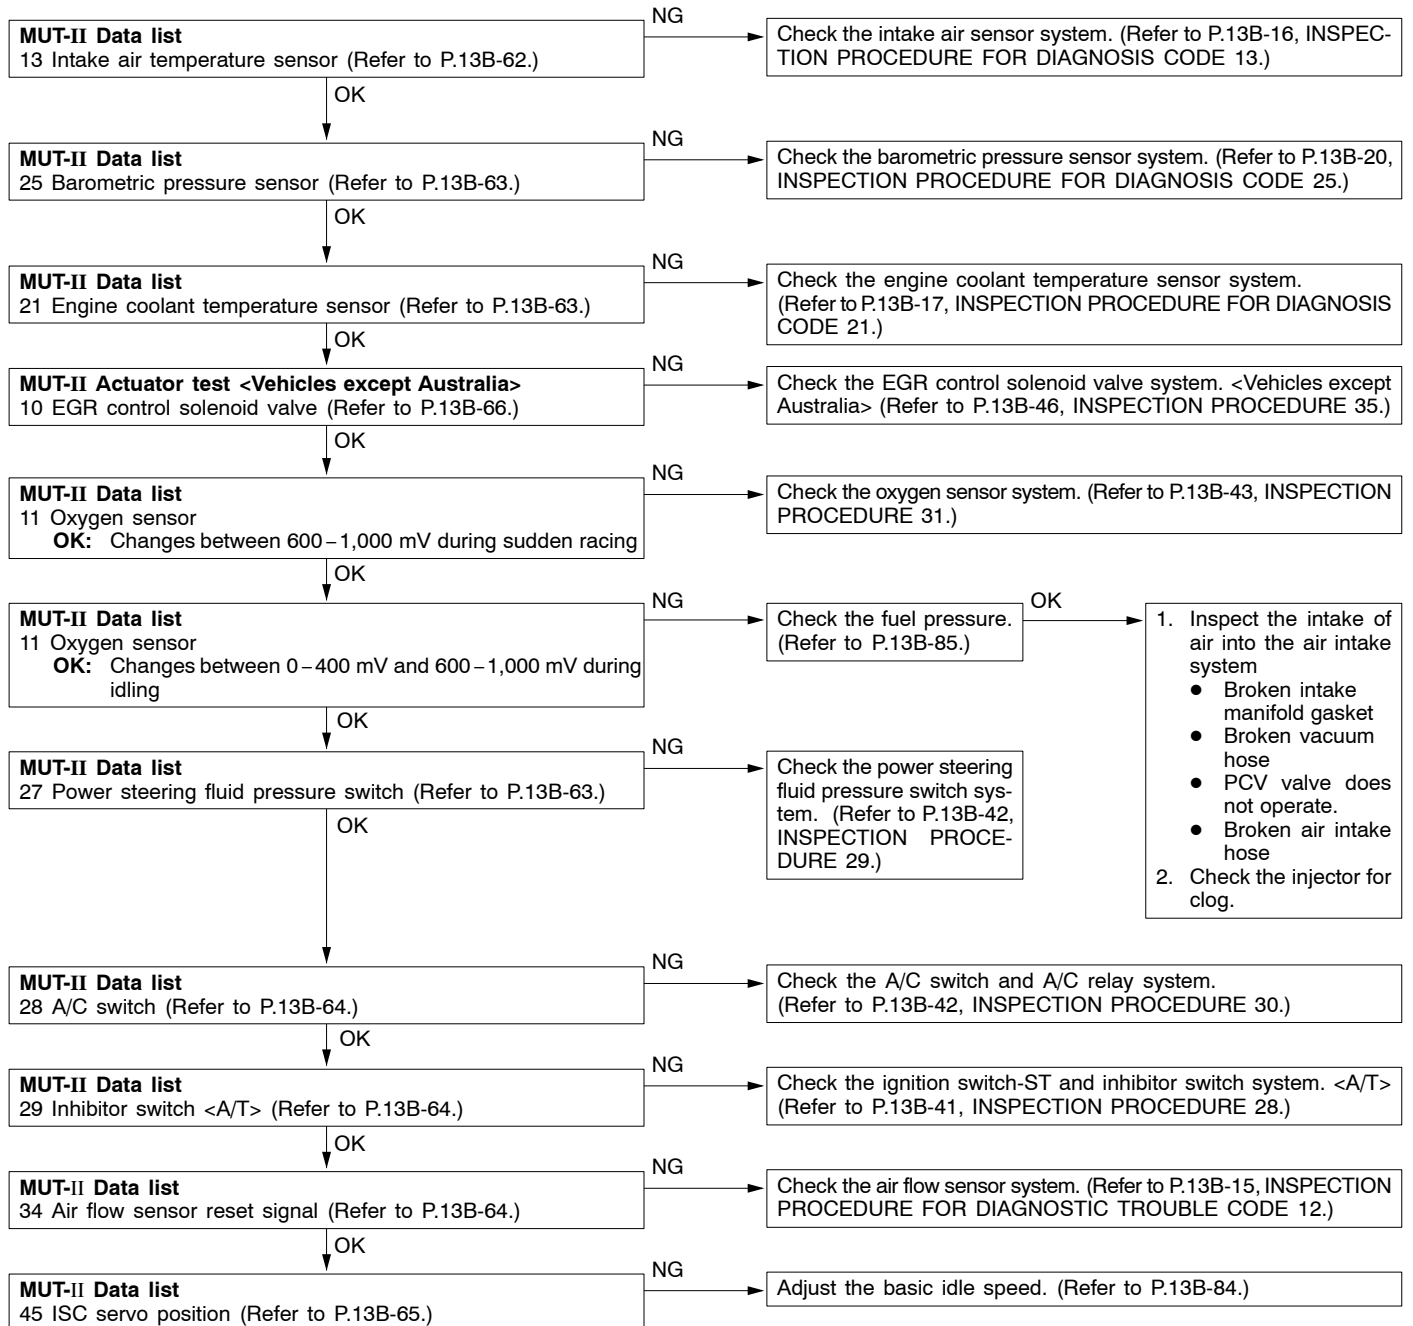 NG
MUT-II Data list
13 Intake air temperature sensor (Refer to P.13B-62.)
Check the intake air sensor system. (Refer to P.13B-16, INSPEC-
TION PROCEDURE FOR DIAGNOSIS CODE 13.)
OK
NG
MUT-II Data list
25 Barometric pressure sensor (Refer to P.13B-63.)
Check the barometric pressure sensor system. (Refer to P.13B-20,
INSPECTION PROCEDURE FOR DIAGNOSIS CODE 25.)
OK
NG
MUT-II Data list
21 Engine coolant temperature sensor (Refer to P.13B-63.)
Check the engine coolant temperature sensor system.
(Refer to P.13B-17, INSPECTION PROCEDURE FOR DIAGNOSIS
CODE 21.)
OK
NG
MUT-II Actuator test <Vehicles except Australia>
10 EGR control solenoid valve (Refer to P.13B-66.)
Check the EGR control solenoid valve system. <Vehicles except
Australia> (Refer to P.13B-46, INSPECTION PROCEDURE 35.)
OK
NG
MUT-II Data list
11 Oxygen sensor
OK: Changes between 600–1,000 mV during sudden racing
Check the oxygen sensor system. (Refer to P.13B-43, INSPECTION
PROCEDURE 31.)
OK
NG
MUT-II Data list
11 Oxygen sensor
OK: Changes between 0–400 mV and 600–1,000 mV during
idling
Check the fuel pressure.
(Refer to P.13B-85.)
OK
1. Inspect the intake of
air into the air intake
system
● Broken intake
manifold gasket
● Broken vacuum
hose
● PCV valve does
not operate.
● Broken air intake
hose
2. Check the injector for
clog.
OK
NG
MUT-II Data list
27 Power steering fluid pressure switch (Refer to P.13B-63.)
Check the power steering
fluid pressure switch sys-
tem. (Refer to P.13B-42,
INSPECTION PROCE-
DURE 29.)
OK
NG
MUT-II Data list
28 A/C switch (Refer to P.13B-64.)
Check the A/C switch and A/C relay system.
(Refer to P.13B-42, INSPECTION PROCEDURE 30.)
OK
NG
MUT-II Data list
29 Inhibitor switch <A/T> (Refer to P.13B-64.)
Check the ignition switch-ST and inhibitor switch system. <A/T>
(Refer to P.13B-41, INSPECTION PROCEDURE 28.)
OK
NG
MUT-II Data list
34 Air flow sensor reset signal (Refer to P.13B-64.)
Check the air flow sensor system. (Refer to P.13B-15, INSPECTION
PROCEDURE FOR DIAGNOSTIC TROUBLE CODE 12.)
OK
NG
MUT-II Data list
45 ISC servo position (Refer to P.13B-65.)
Adjust the basic idle speed. (Refer to P.13B-84.)